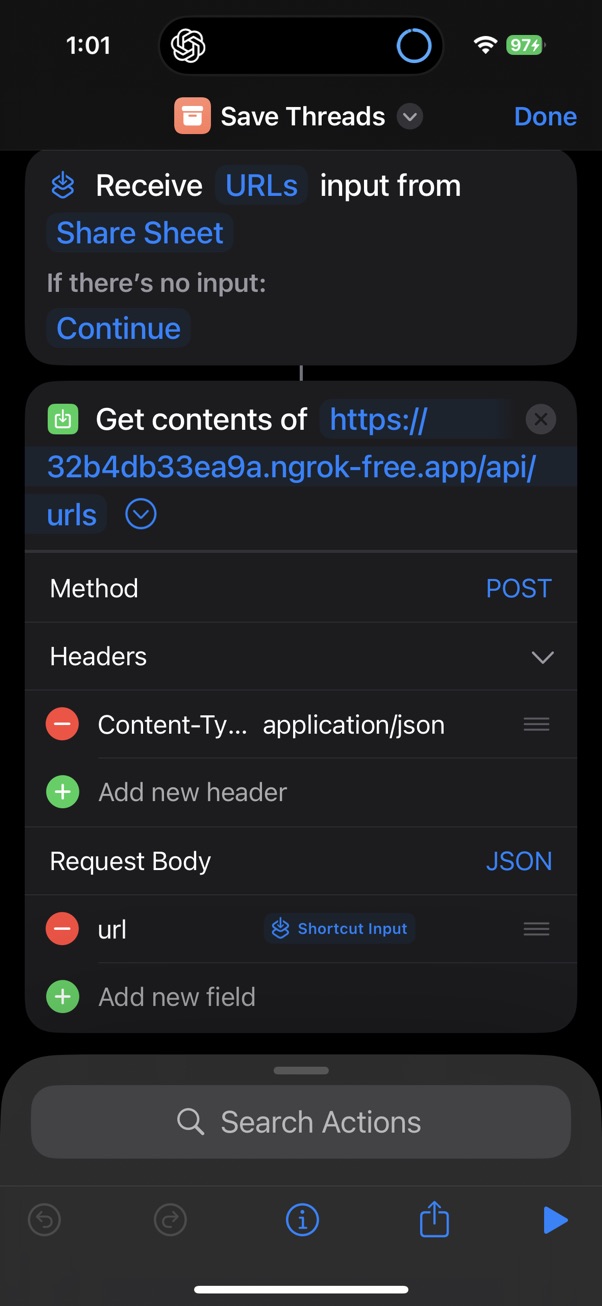 1:01
97
Save Threads
Done
Receive URLs input from
Share Sheet
If there's no input:
Continue
Get contents of https://
32b4db33ea9a.ngrok-free.app/api/
urls
Method POST
Headers
Content-Ty... application/json
Add new header
Request Body JSON
url Shortcut Input
Add new field
Search Actions